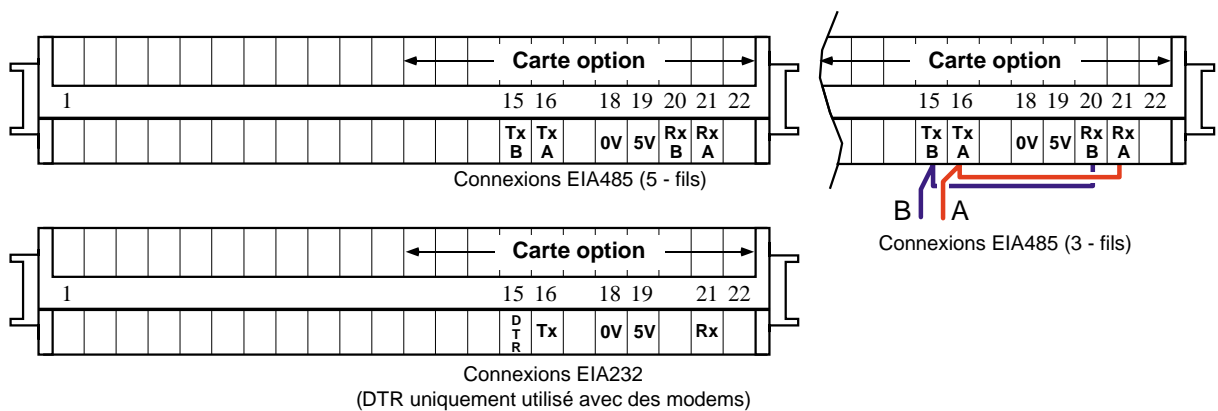 Carte option
1 15 16 18 19 20 21 22
Tx B Tx A 0V 5V Rx B Rx A
Connexions EIA485 (5 - fils)
Carte option
15 16 18 19 20 21 22
Tx B Tx A 0V 5V Rx B Rx A
B A
Connexions EIA485 (3 - fils)
Carte option
1 15 16 18 19 21 22
DTR Tx 0V 5V Rx
Connexions EIA232
(DTR uniquement utilisé avec des modems)